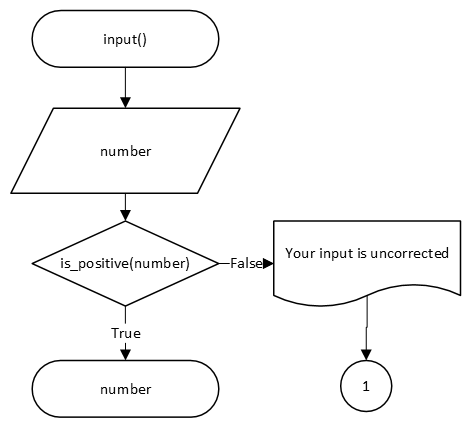 input()
number
is_positive(number)
False
Your input is uncorrected
True
number
1